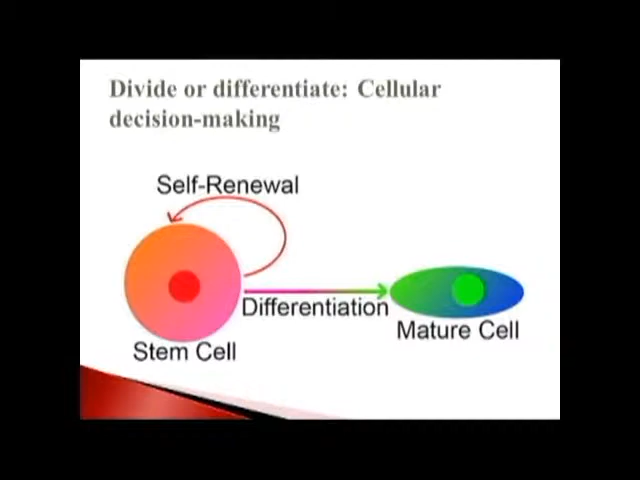 Divide or differentiate: Cellular
decision-making
Self-Renewal
Differentiation
Mature Cell
Stem Cell